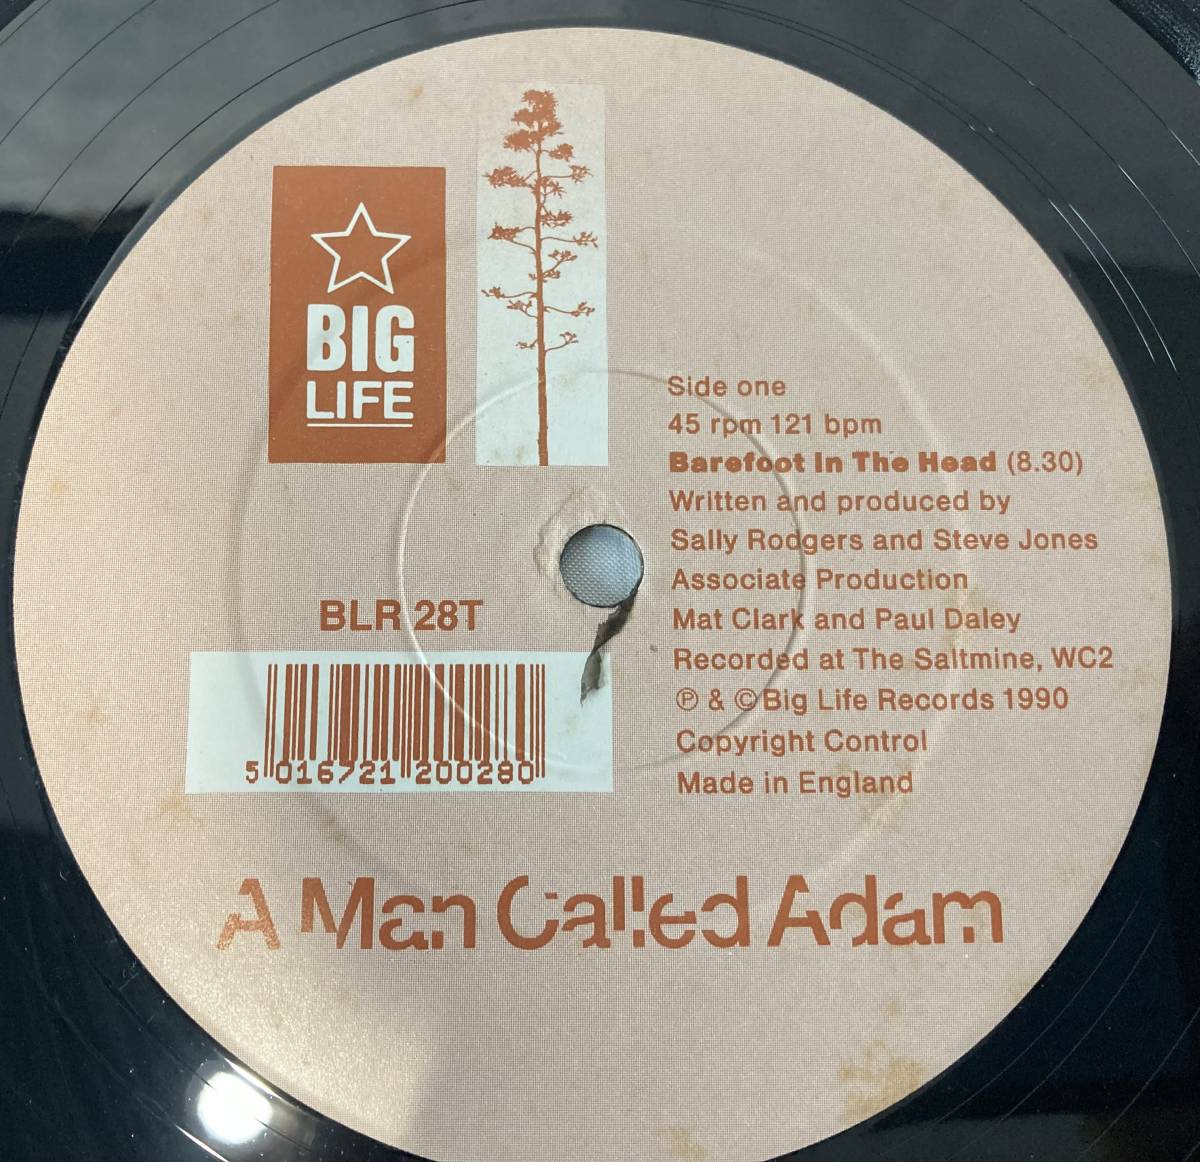 BIG
LIFE
Side one
45 rpm 121 bpm
Barefoot In The Head (8.30)
Written and produced by
Sally Rodgers and Steve Jones
Associate Production
Mat Clark and Paul Daley
Recorded at The Saltmine, WC2
℗ & © Big Life Records 1990
Copyright Control
Made in England
BLR 28T
5 016721 200280
A Man Called Adam